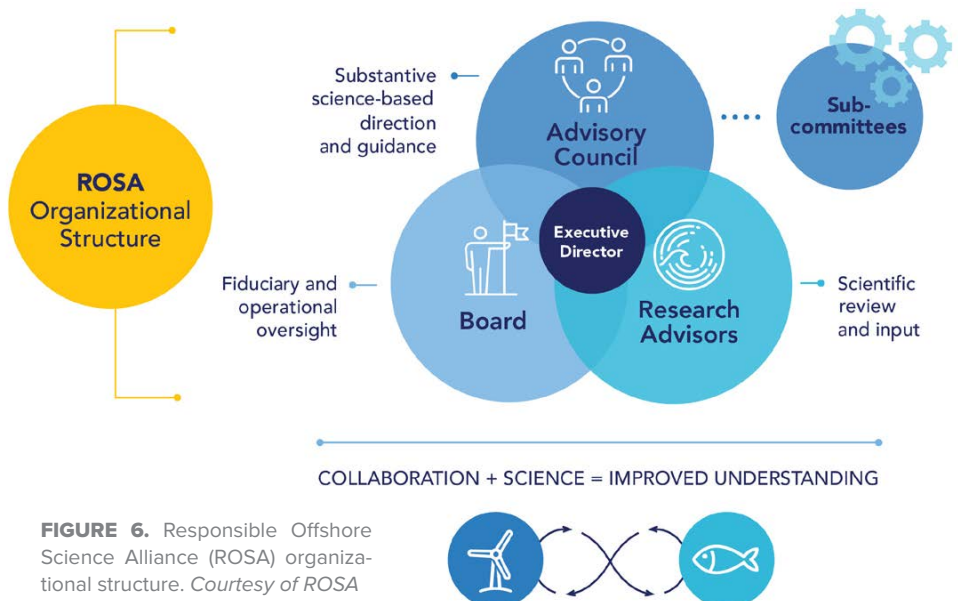 ROSA
Organizational
Structure
Substantive
science-based
direction
and guidance
Advisory
Council
Sub-
committees
Executive
Director
Fiduciary and
operational
oversight
Board
Research
Advisors
Scientific
review
and input
COLLABORATION + SCIENCE = IMPROVED UNDERSTANDING
FIGURE 6. Responsible Offshore
Science Alliance (ROSA) organiza-
tional structure. Courtesy of ROSA